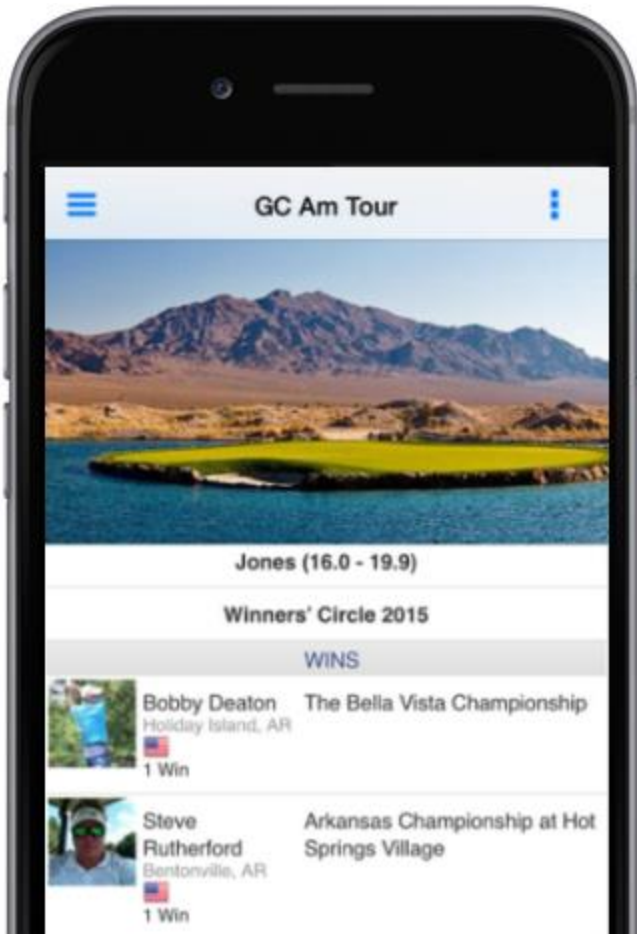 GC Am Tour
Jones (16.0 - 19.9)
Winners' Circle 2015
WINS
Bobby Deaton
Holiday Island, AR
1 Win
The Bella Vista Championship
Steve
Rutherford
Bentonville, AR
1 Win
Arkansas Championship at Hot
Springs Village